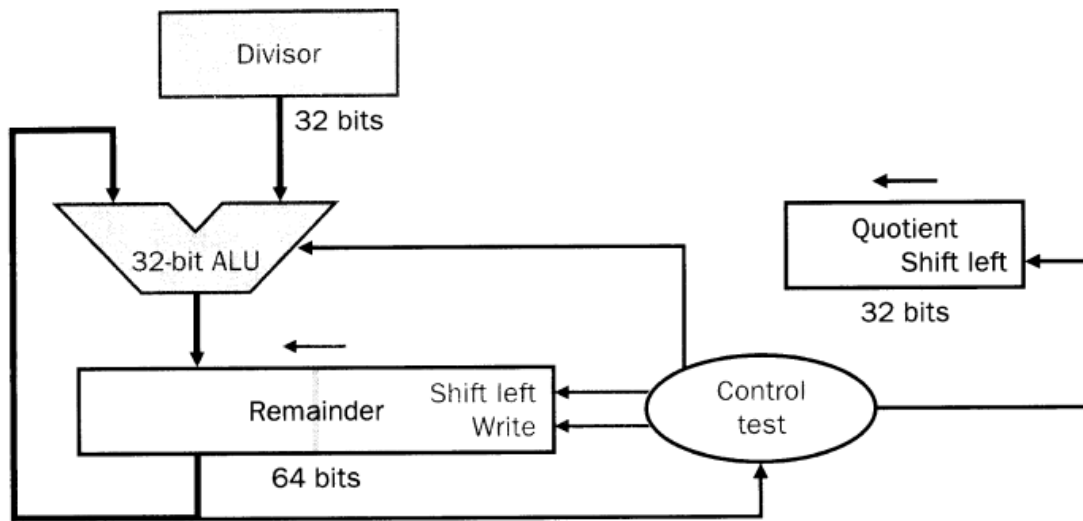 Divisor
32 bits
32-bit ALU
Quotient
Shift left
32 bits
Remainder
Shift left
Write
64 bits
Control
test